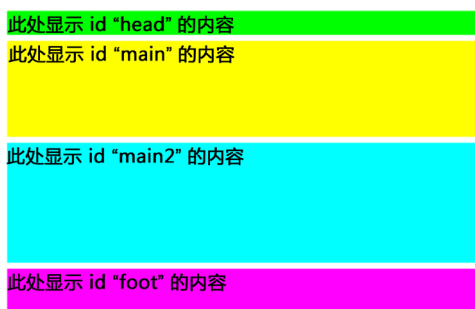 此处显示 id “head” 的内容
此处显示 id “main” 的内容
此处显示 id “main2” 的内容
此处显示 id “foot” 的内容